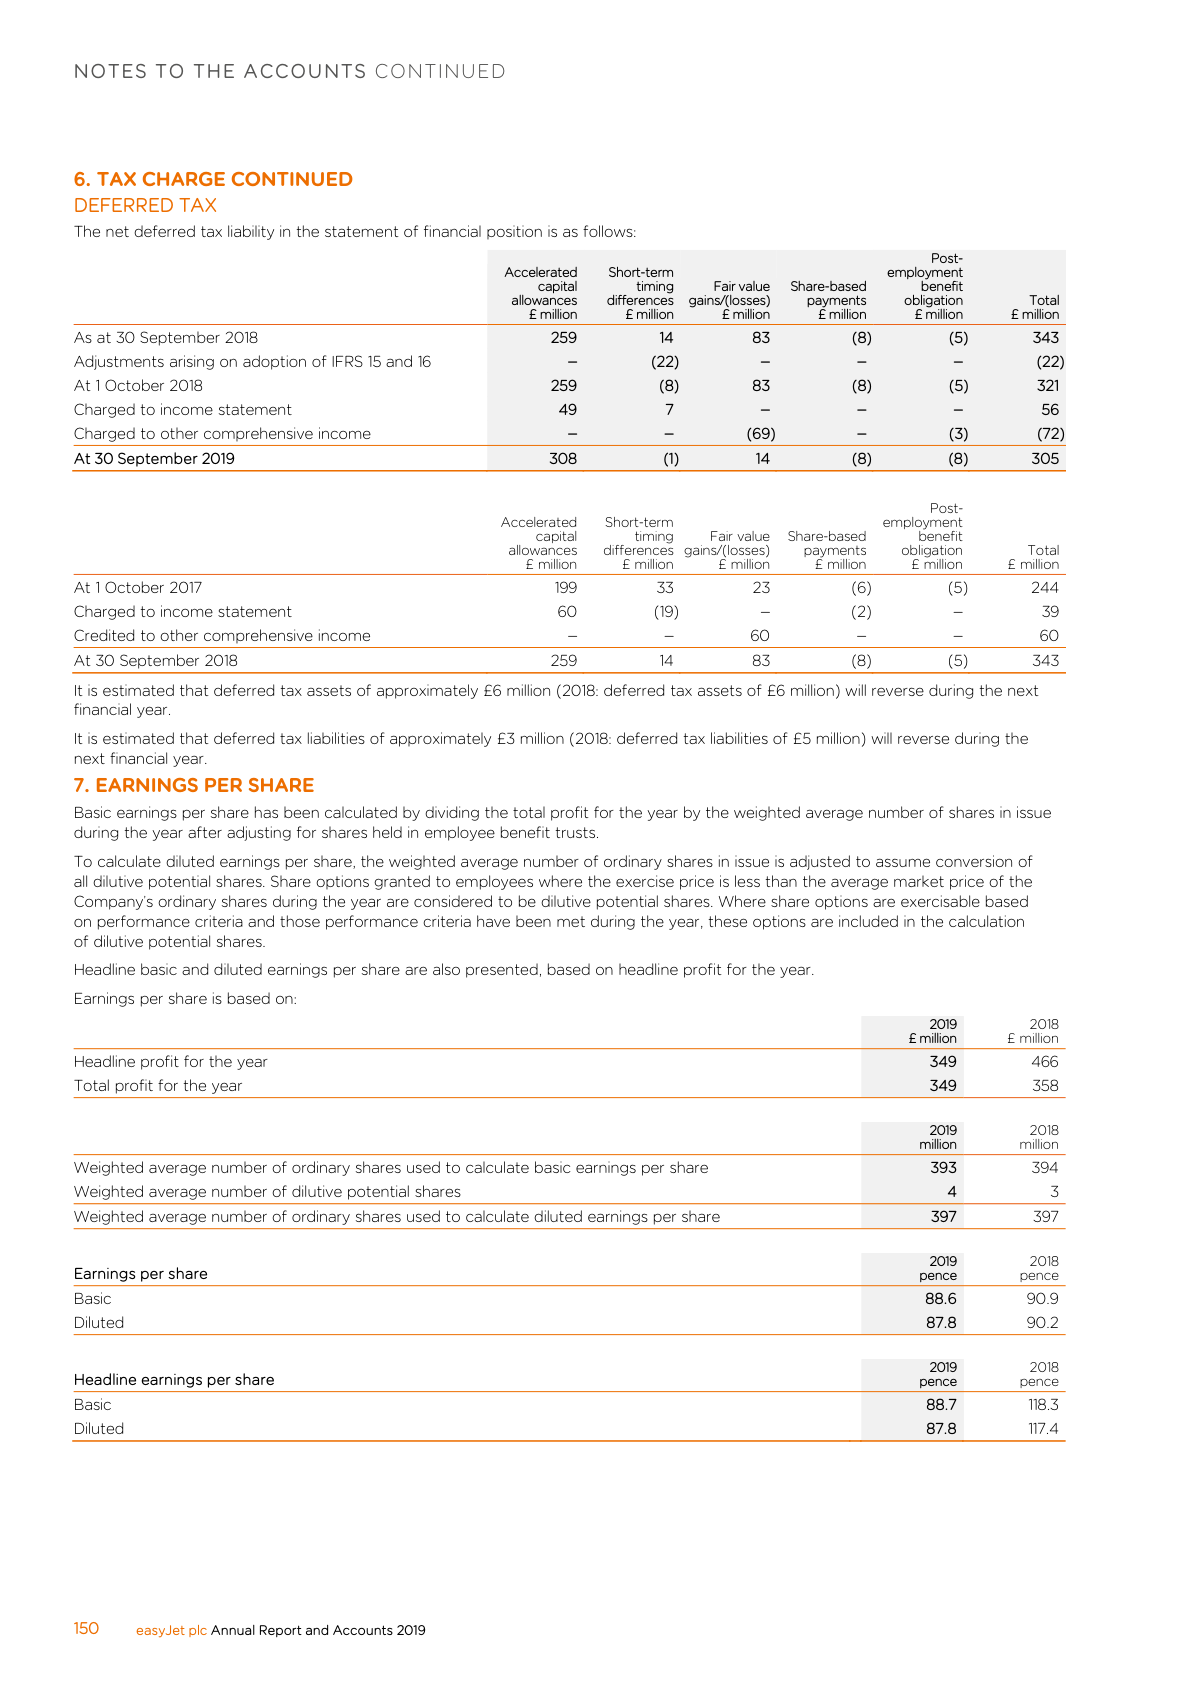 NOTES TO THE ACCOUNTS CONTINUED
6. TAX CHARGE CONTINUED
DEFERRED TAX
The net deferred tax liability in the statement of financial position is as follows:
Accelerated capital allowances £ million Short-term timing differences £ million Fair value gains/(losses) £ million Share-based payments £ million Post-employment benefit obligation £ million Total £ million
As at 30 September 2018 259 14 83 (8) (5) 343
Adjustments arising on adoption of IFRS 15 and 16 – (22) – – – (22)
At 1 October 2018 259 (8) 83 (8) (5) 321
Charged to income statement 49 7 – – – 56
Charged to other comprehensive income – – (69) – (3) (72)
At 30 September 2019 308 (1) 14 (8) (8) 305
Accelerated capital allowances £ million Short-term timing differences £ million Fair value gains/(losses) £ million Share-based payments £ million Post-employment benefit obligation £ million Total £ million
At 1 October 2017 199 33 23 (6) (5) 244
Charged to income statement 60 (19) – (2) – 39
Credited to other comprehensive income – – 60 – – 60
At 30 September 2018 259 14 83 (8) (5) 343
It is estimated that deferred tax assets of approximately £6 million (2018: deferred tax assets of £6 million) will reverse during the next
financial year.
It is estimated that deferred tax liabilities of approximately £3 million (2018: deferred tax liabilities of £5 million) will reverse during the
next financial year.
7. EARNINGS PER SHARE
Basic earnings per share has been calculated by dividing the total profit for the year by the weighted average number of shares in issue
during the year after adjusting for shares held in employee benefit trusts.
To calculate diluted earnings per share, the weighted average number of ordinary shares in issue is adjusted to assume conversion of
all dilutive potential shares. Share options granted to employees where the exercise price is less than the average market price of the
Company's ordinary shares during the year are considered to be dilutive potential shares. Where share options are exercisable based
on performance criteria and those performance criteria have been met during the year, these options are included in the calculation
of dilutive potential shares.
Headline basic and diluted earnings per share are also presented, based on headline profit for the year.
Earnings per share is based on:
2019 2018
£ million £ million
Headline profit for the year 349 466
Total profit for the year 349 358
2019 2018
million million
Weighted average number of ordinary shares used to calculate basic earnings per share 393 394
Weighted average number of dilutive potential shares 4 3
Weighted average number of ordinary shares used to calculate diluted earnings per share 397 397
2019 2018
Earnings per share pence pence
Basic 88.6 90.9
Diluted 87.8 90.2
2019 2018
Headline earnings per share pence pence
Basic 88.7 118.3
Diluted 87.8 117.4
150 easyJet plc Annual Report and Accounts 2019